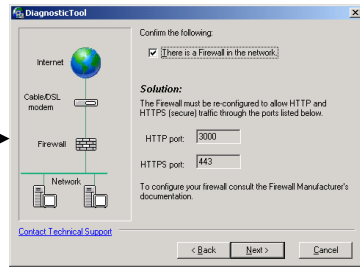 DiagnosticTool
Confirm the following:
There is a Firewall in the network.
Internet
Solution:
Cable/DSL
modem
The Firewall must be re-configured to allow HTTP and
HTTPS (secure) traffic through the ports listed below.
Firewall
HTTP port: 3000
HTTPS port: 443
Network
To configure your firewall consult the Firewall Manufacturer's
documentation.
Contact Technical Support
< Back Next > Cancel